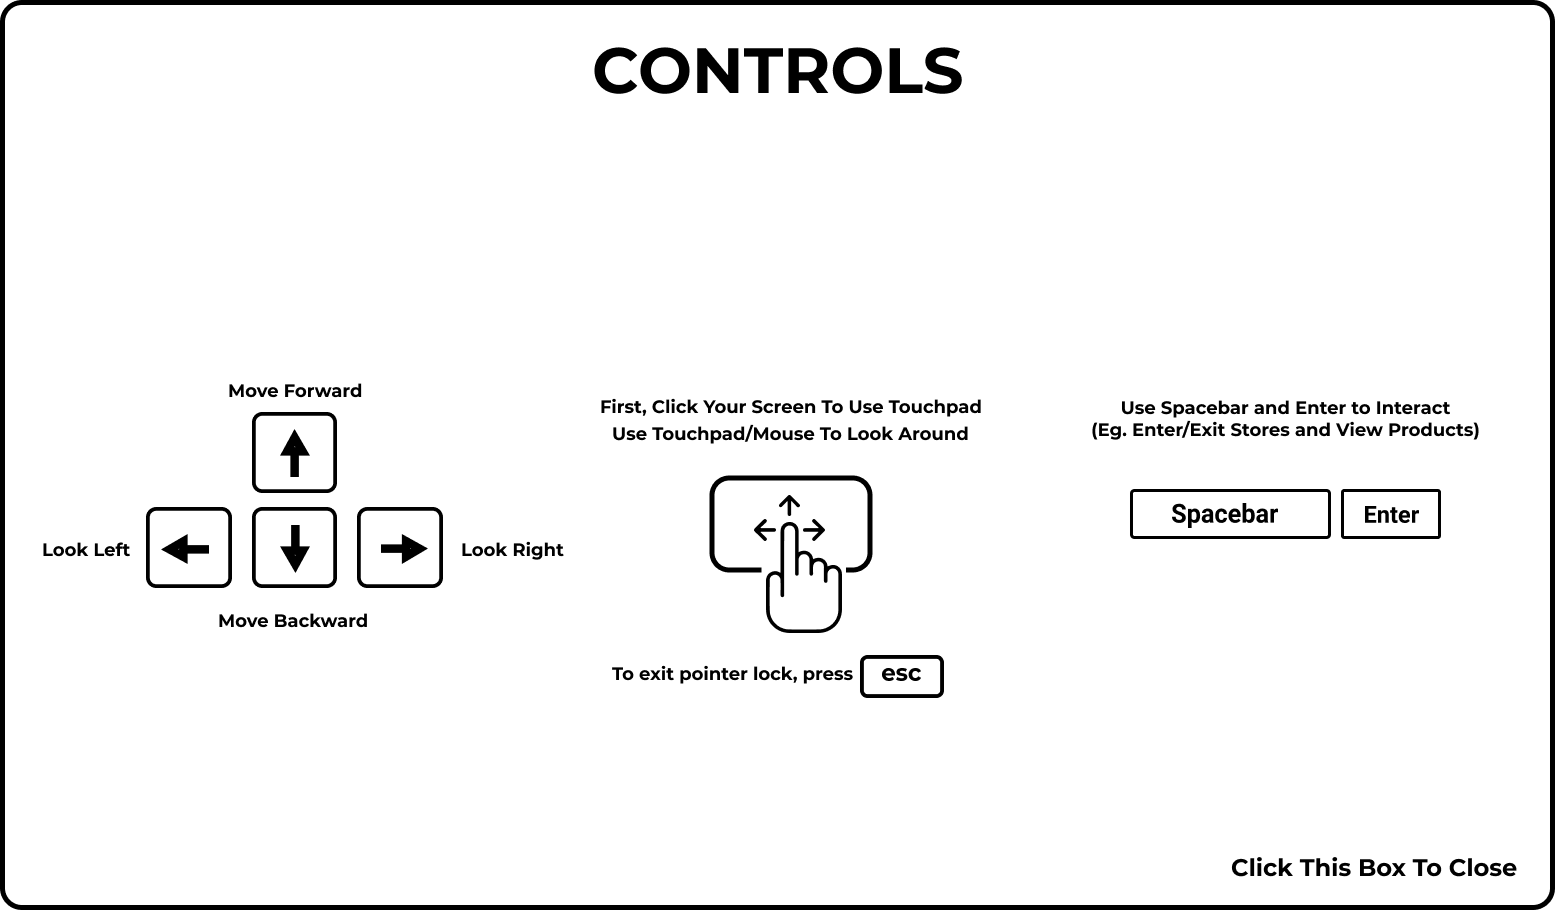 CONTROLS
Move Forward
Look Left
Look Right
Move Backward
First, Click Your Screen To Use Touchpad
Use Touchpad/Mouse To Look Around
To exit pointer lock, press esc
Use Spacebar and Enter to Interact
(Eg. Enter/Exit Stores and View Products)
Spacebar
Enter
Click This Box To Close